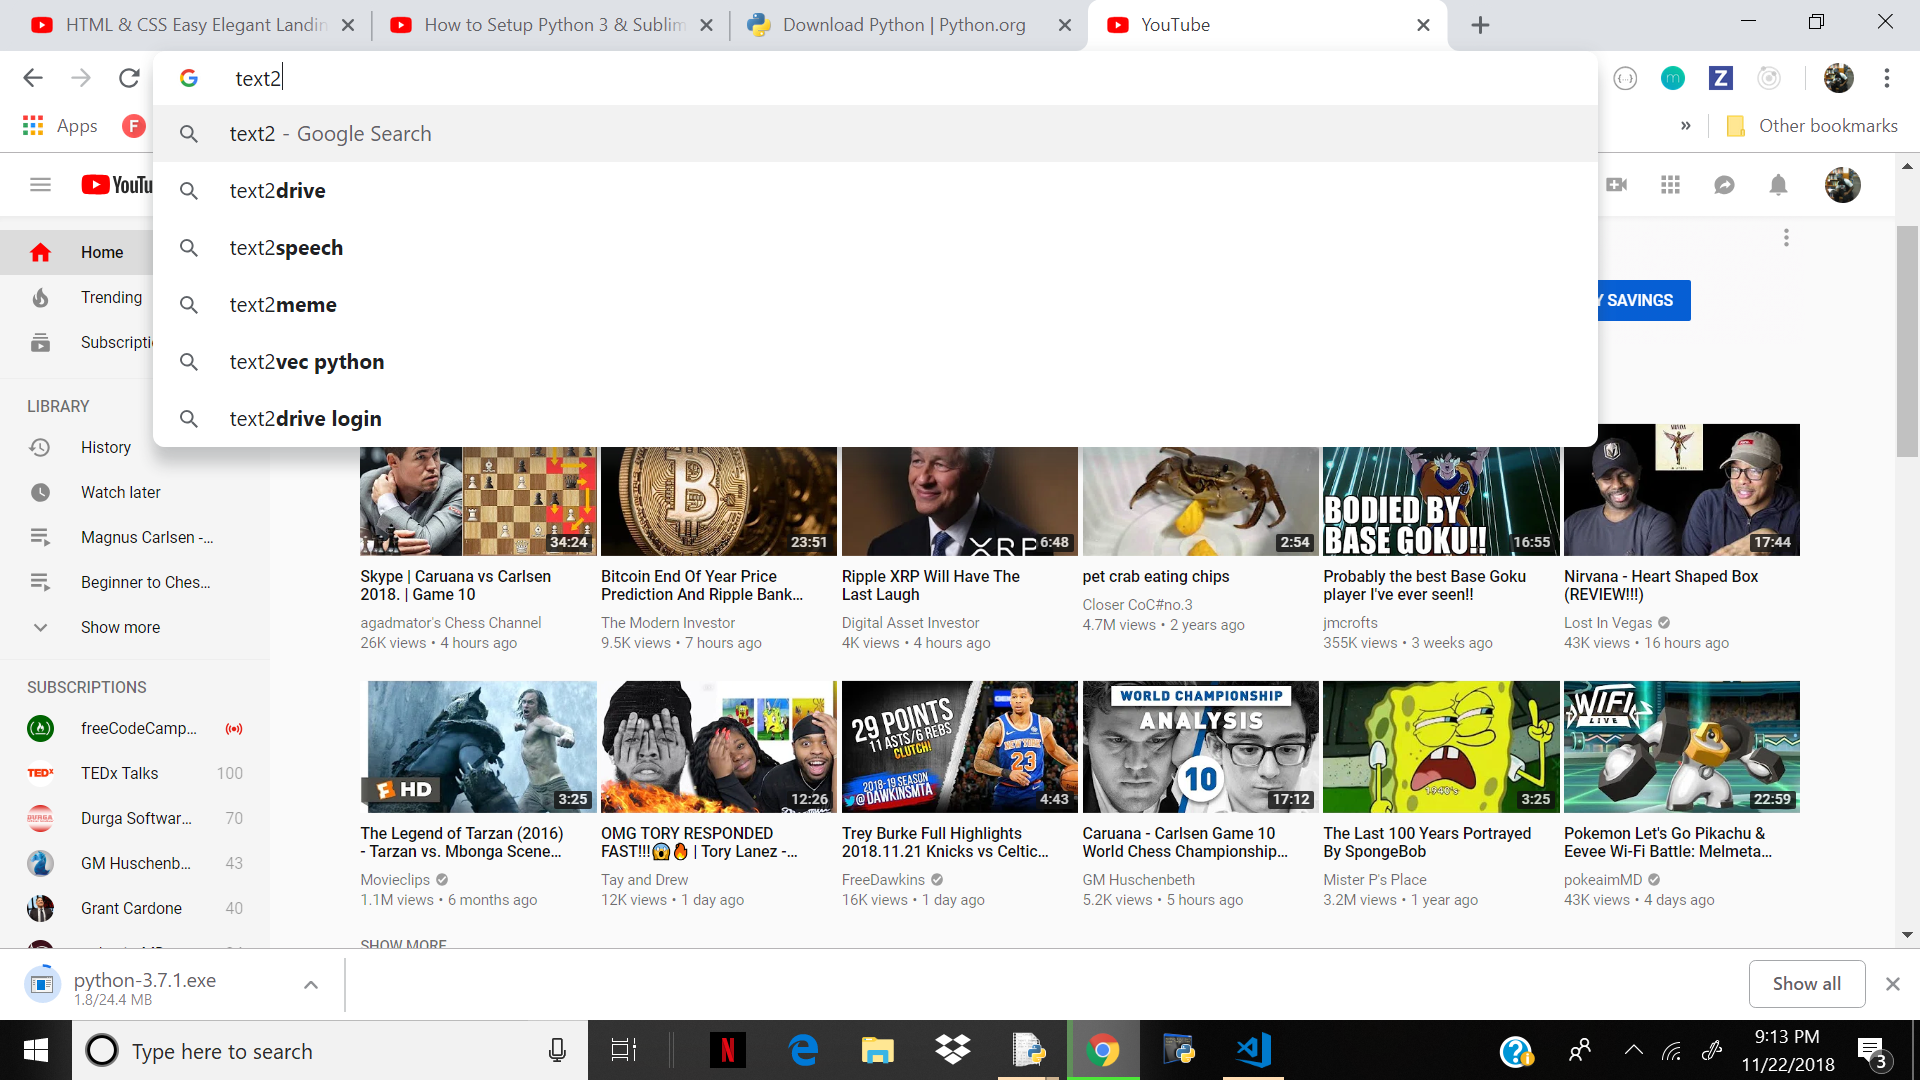 HTML & CSS Easy Elegant Landin
How to Setup Python 3 & Sublim
Download Python | Python.org
YouTube
text2
Apps
F
m
Z
»
Other bookmarks
text2 - Google Search
text2drive
text2speech
text2meme
text2vec python
text2drive login
YouTu
Home
Trending
Subscripti
Y SAVINGS
LIBRARY
History
Watch later
Magnus Carlsen -...
Beginner to Ches...
Show more
SUBSCRIPTIONS
freeCodeCamp...
TEDx
TEDx Talks 100
DURGA
Durga Softwar... 70
GM Huschenb... 43
Grant Cardone 40
34:24
23:51
XRP
6:48
2:54
BODIED BY
BASE GOKU!!
16:55
NIRVANA
17:44
Skype | Caruana vs Carlsen
2018. | Game 10
agadmator's Chess Channel
26K views • 4 hours ago
Bitcoin End Of Year Price
Prediction And Ripple Bank...
The Modern Investor
9.5K views • 7 hours ago
Ripple XRP Will Have The
Last Laugh
Digital Asset Investor
4K views • 4 hours ago
pet crab eating chips
Closer CoC#no.3
4.7M views • 2 years ago
Probably the best Base Goku
player I've ever seen!!
jmcrofts
355K views • 3 weeks ago
Nirvana - Heart Shaped Box
(REVIEW!!!)
Lost In Vegas
43K views • 16 hours ago
HD
3:25
12:26
29 POINTS
11 ASTS/6 REBS
CLUTCH!
2018-19 SEASON
@DAWKINSMTA
NEW YORK
23
4:43
WORLD CHAMPIONSHIP
ANALYSIS
10
17:12
1940's
3:25
WIFI
LIVE
22:59
The Legend of Tarzan (2016)
- Tarzan vs. Mbonga Scene...
Movieclips
1.1M views • 6 months ago
OMG TORY RESPONDED
FAST!!!😱🔥 | Tory Lanez -...
Tay and Drew
12K views • 1 day ago
Trey Burke Full Highlights
2018.11.21 Knicks vs Celtic...
FreeDawkins
16K views • 1 day ago
Caruana - Carlsen Game 10
World Chess Championship...
GM Huschenbeth
5.2K views • 5 hours ago
The Last 100 Years Portrayed
By SpongeBob
Mister P's Place
3.2M views • 1 year ago
Pokemon Let's Go Pikachu &
Eevee Wi-Fi Battle: Melmeta...
pokeaimMD
43K views • 4 days ago
SHOW MORE
python-3.7.1.exe
1.8/24.4 MB
Show all
Type here to search
N
9:13 PM
11/22/2018
3